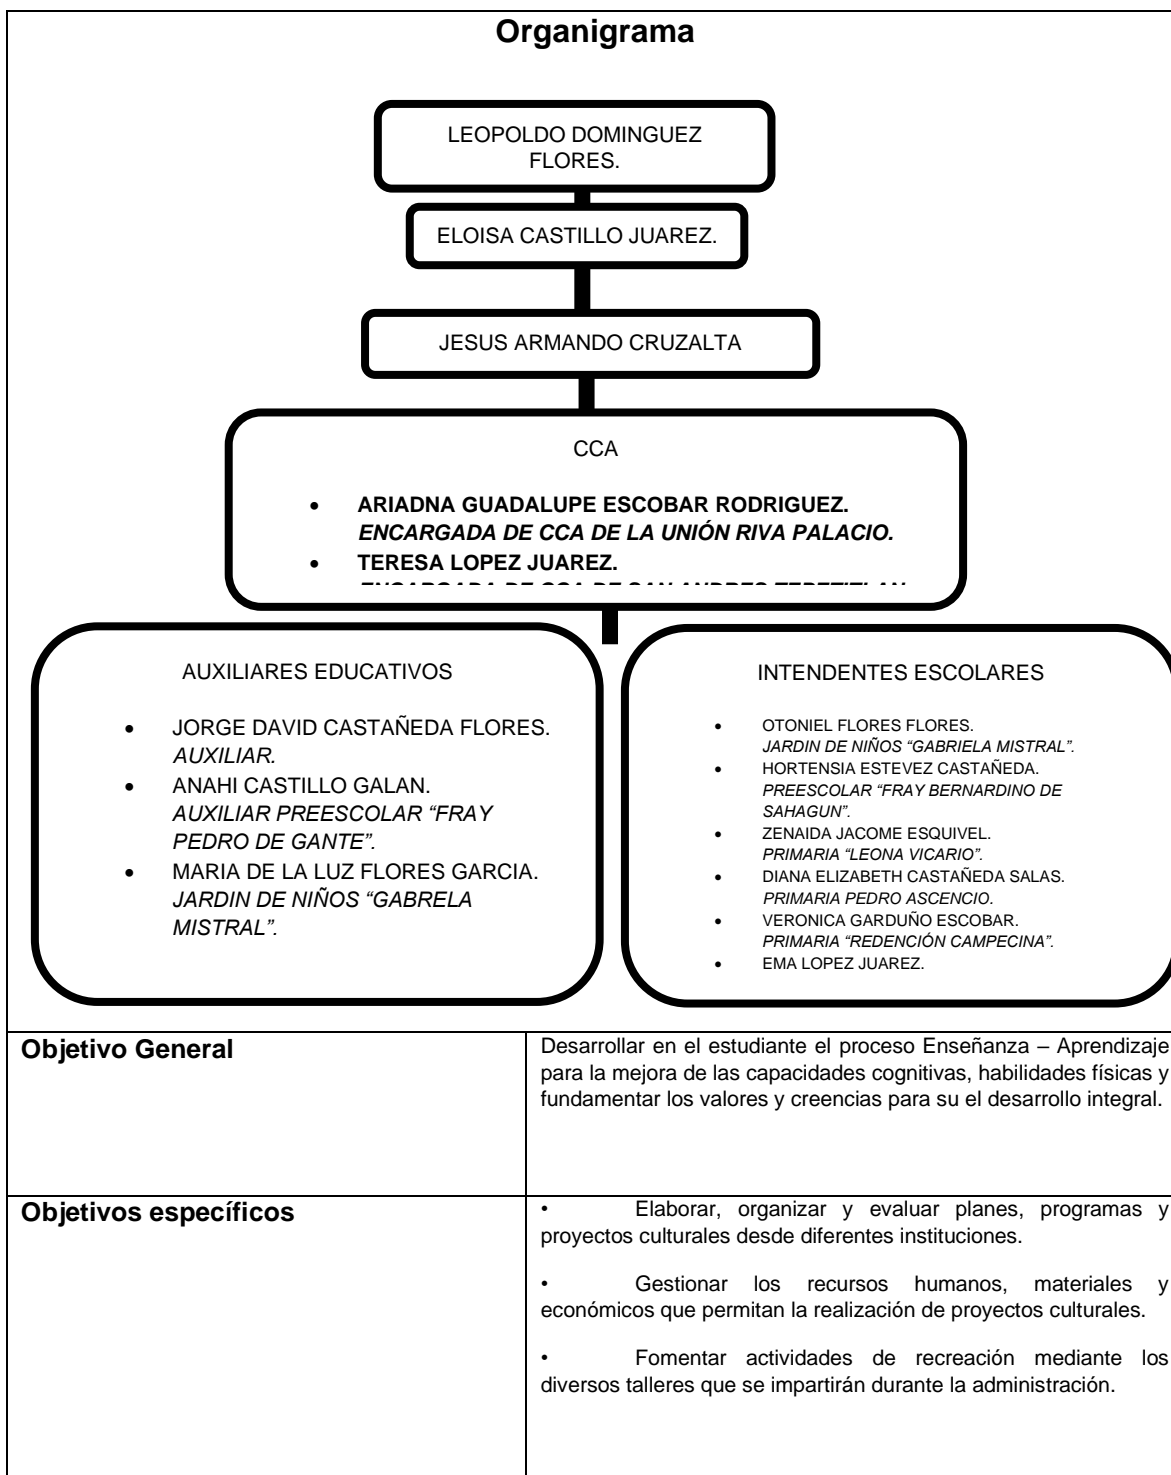 Organigrama
LEOPOLDO DOMINGUEZ
FLORES.
ELOISA CASTILLO JUAREZ.
JESUS ARMANDO CRUZALTA
CCA
• ARIADNA GUADALUPE ESCOBAR RODRIGUEZ.
ENCARGADA DE CCA DE LA UNIÓN RIVA PALACIO.
• TERESA LOPEZ JUAREZ.
ENCARGADA DE CCA DE SAN ANDRES TEPETITLAN
AUXILIARES EDUCATIVOS
• JORGE DAVID CASTAÑEDA FLORES.
AUXILIAR.
• ANAHI CASTILLO GALAN.
AUXILIAR PREESCOLAR “FRAY
PEDRO DE GANTE”.
• MARIA DE LA LUZ FLORES GARCIA.
JARDIN DE NIÑOS “GABRELA
MISTRAL”.
INTENDENTES ESCOLARES
• OTONIEL FLORES FLORES.
JARDIN DE NIÑOS “GABRIELA MISTRAL”.
• HORTENSIA ESTEVEZ CASTAÑEDA.
PREESCOLAR “FRAY BERNARDINO DE
SAHAGUN”.
• ZENAIDA JACOME ESQUIVEL.
PRIMARIA “LEONA VICARIO”.
• DIANA ELIZABETH CASTAÑEDA SALAS.
PRIMARIA PEDRO ASCENCIO.
• VERONICA GARDUÑO ESCOBAR.
PRIMARIA “REDENCIÓN CAMPECINA”.
• EMA LOPEZ JUAREZ.
Objetivo General
Desarrollar en el estudiante el proceso Enseñanza – Aprendizaje
para la mejora de las capacidades cognitivas, habilidades físicas y
fundamentar los valores y creencias para su el desarrollo integral.
Objetivos específicos
• Elaborar, organizar y evaluar planes, programas y
proyectos culturales desde diferentes instituciones.
• Gestionar los recursos humanos, materiales y
económicos que permitan la realización de proyectos culturales.
• Fomentar actividades de recreación mediante los
diversos talleres que se impartirán durante la administración.